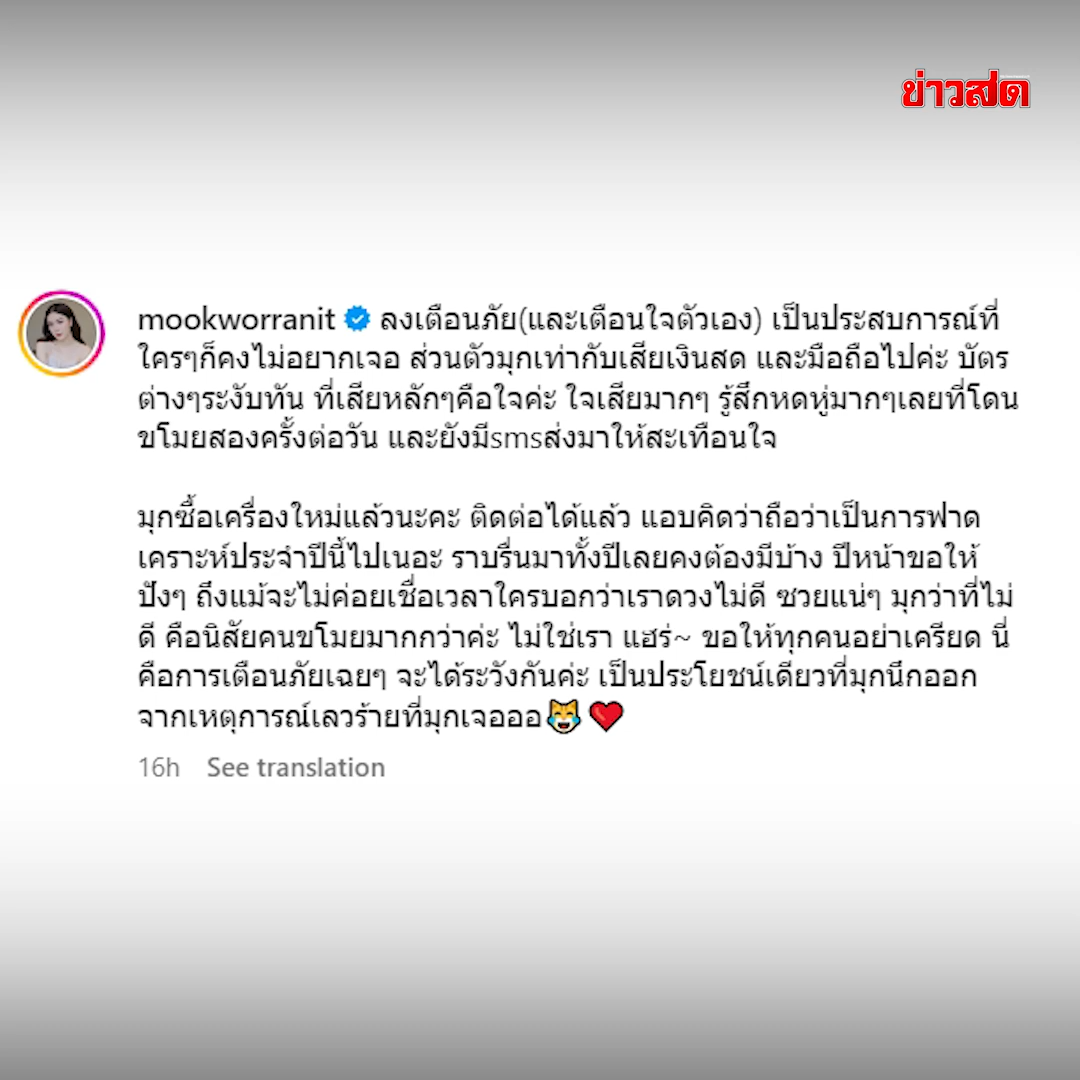 ข่าวสด
mookworranit ลงเตือนภัย(และเตือนใจตัวเอง) เป็นประสบการณ์ที่
ใครๆก็คงไม่อยากเจอ ส่วนตัวมุกเท่ากับเสียเงินสด และมือถือไปค่ะ บัตร
ต่างๆระงับทัน ที่เสียหลักๆคือใจค่ะ ใจเสียมากๆ รู้สึกหดหู่มากๆเลยที่โดน
ขโมยสองครั้งต่อวัน และยังมีsmsส่งมาให้สะเทือนใจ
มุกซื้อเครื่องใหม่แล้วนะคะ ติดต่อได้แล้ว แอบคิดว่าถือว่าเป็นการฟาด
เคราะห์ประจำปีนี้ไปเนอะ ราบรื่นมาทั้งปีเลยคงต้องมีบ้าง ปีหน้าขอให้
ปังๆ ถึงแม้จะไม่ค่อยเชื่อเวลาใครบอกว่าเราดวงไม่ดี ซวยแน่ๆ มุกว่าที่ไม่
ดี คือนิสัยคนขโมยมากกว่าค่ะ ไม่ใช่เรา แฮร่~ ขอให้ทุกคนอย่าเครียด นี่
คือการเตือนภัยเฉยๆ จะได้ระวังกันค่ะ เป็นประโยชน์เดียวที่มุกนึกออก
จากเหตุการณ์เลวร้ายที่มุกเจอออ😹❤️
16h See translation